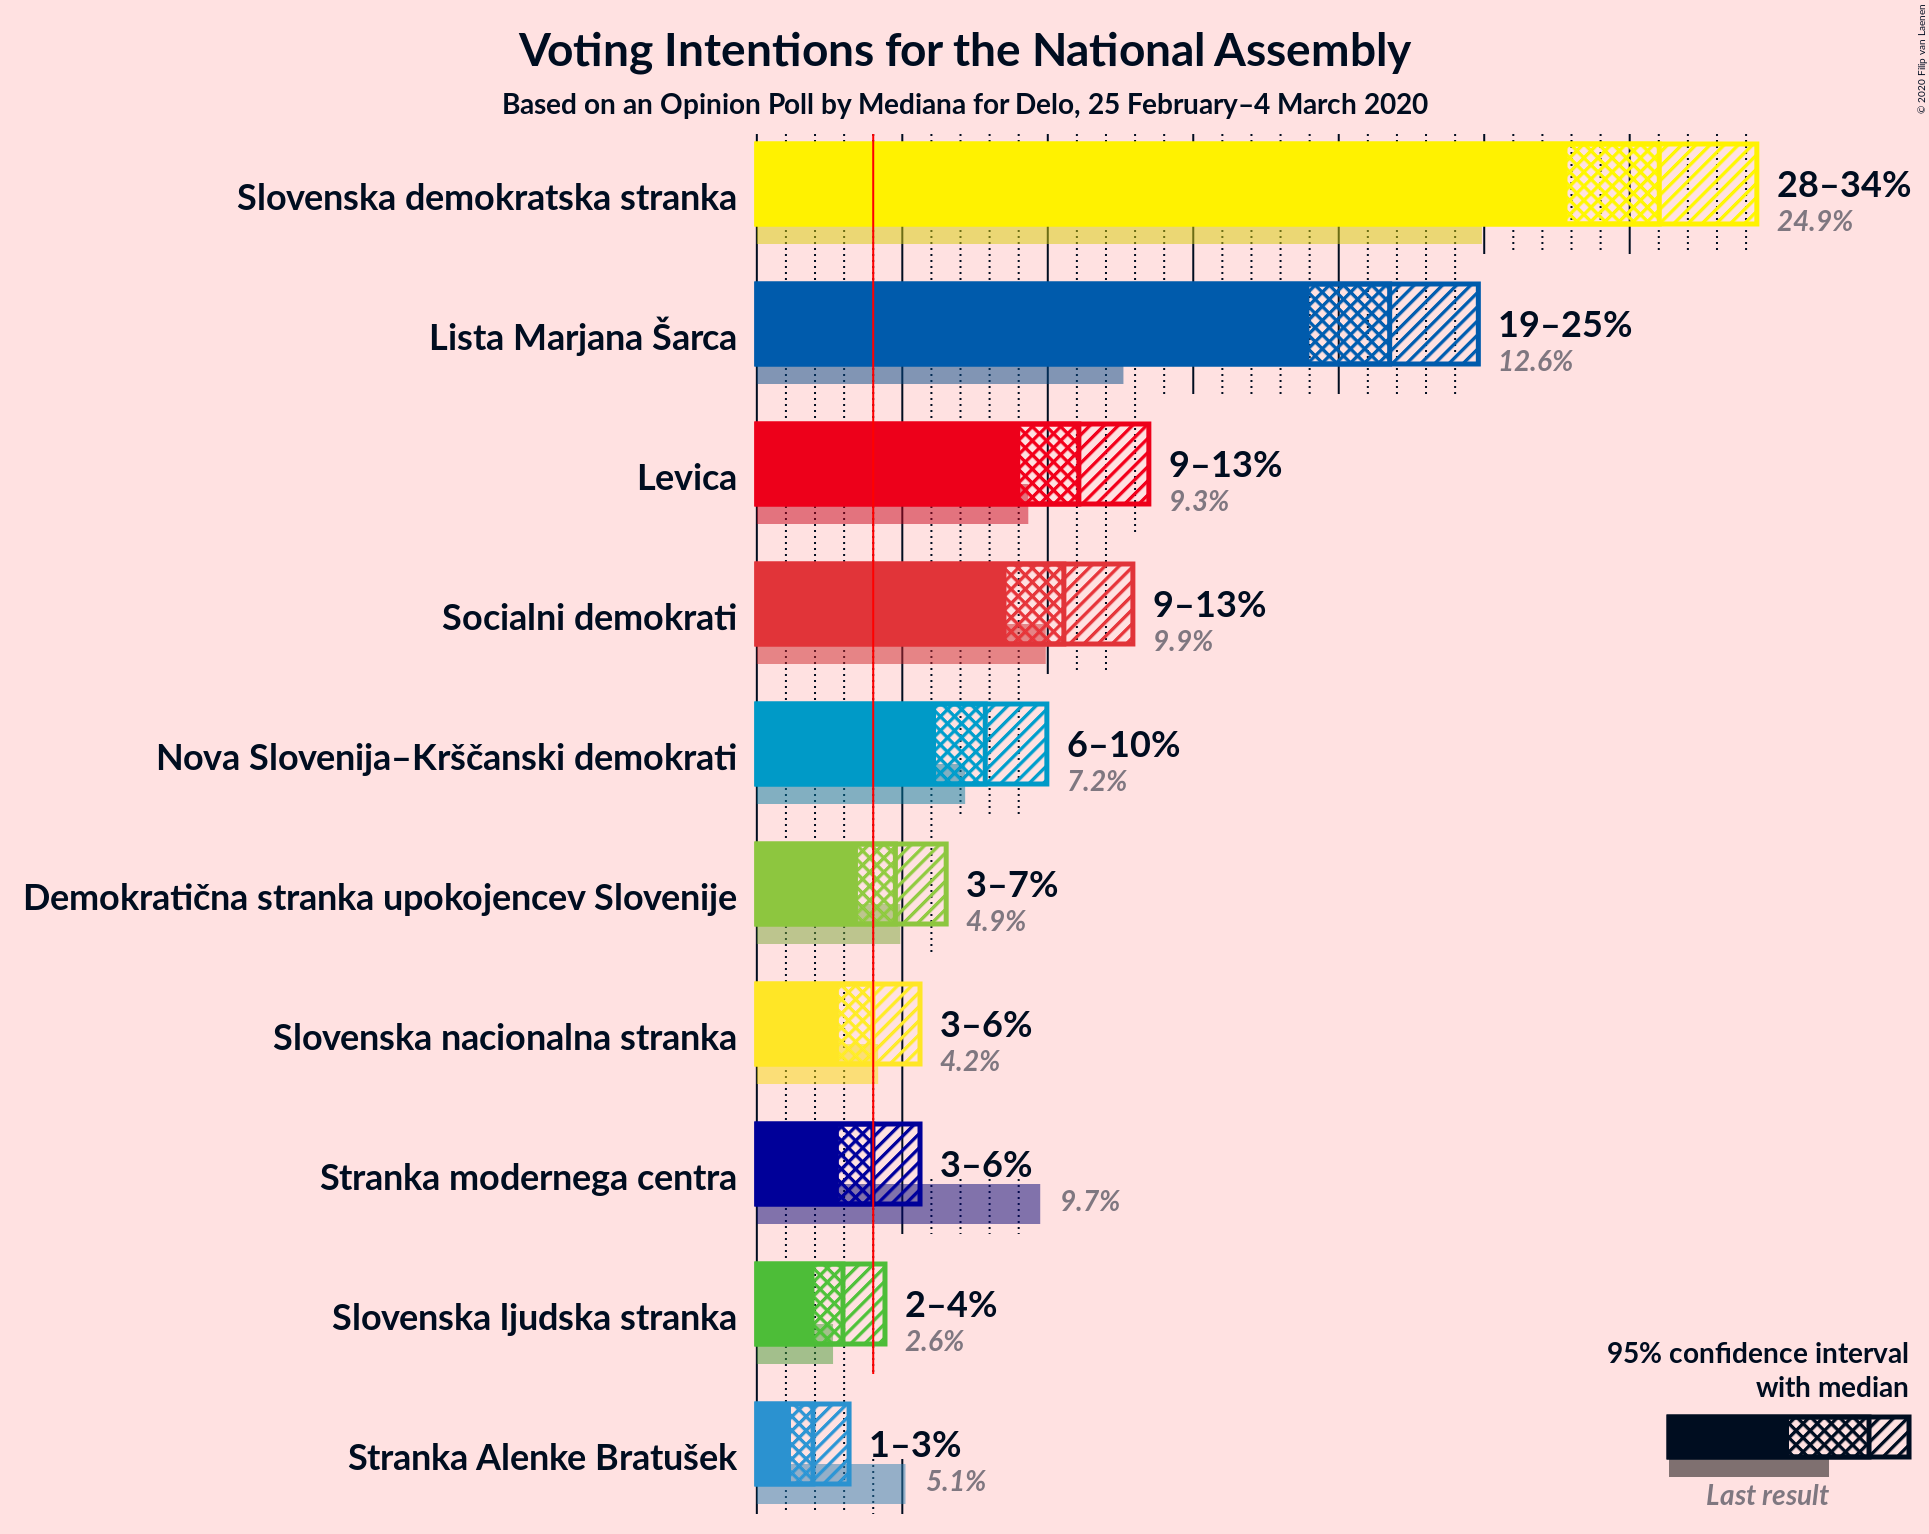 Voting Intentions for the National Assembly
Based on an Opinion Poll by Mediana for Delo, 25 February–4 March 2020
© 2020 Filip van Laenen
Slovenska demokratska stranka
28–34%
24.9%
Lista Marjana Šarca
19–25%
12.6%
Levica
9–13%
9.3%
Socialni demokrati
9–13%
9.9%
Nova Slovenija–Krščanski demokrati
6–10%
7.2%
Demokratična stranka upokojencev Slovenije
3–7%
4.9%
Slovenska nacionalna stranka
3–6%
4.2%
Stranka modernega centra
3–6%
9.7%
Slovenska ljudska stranka
2–4%
2.6%
Stranka Alenke Bratušek
1–3%
5.1%
95% confidence interval
with median
Last result